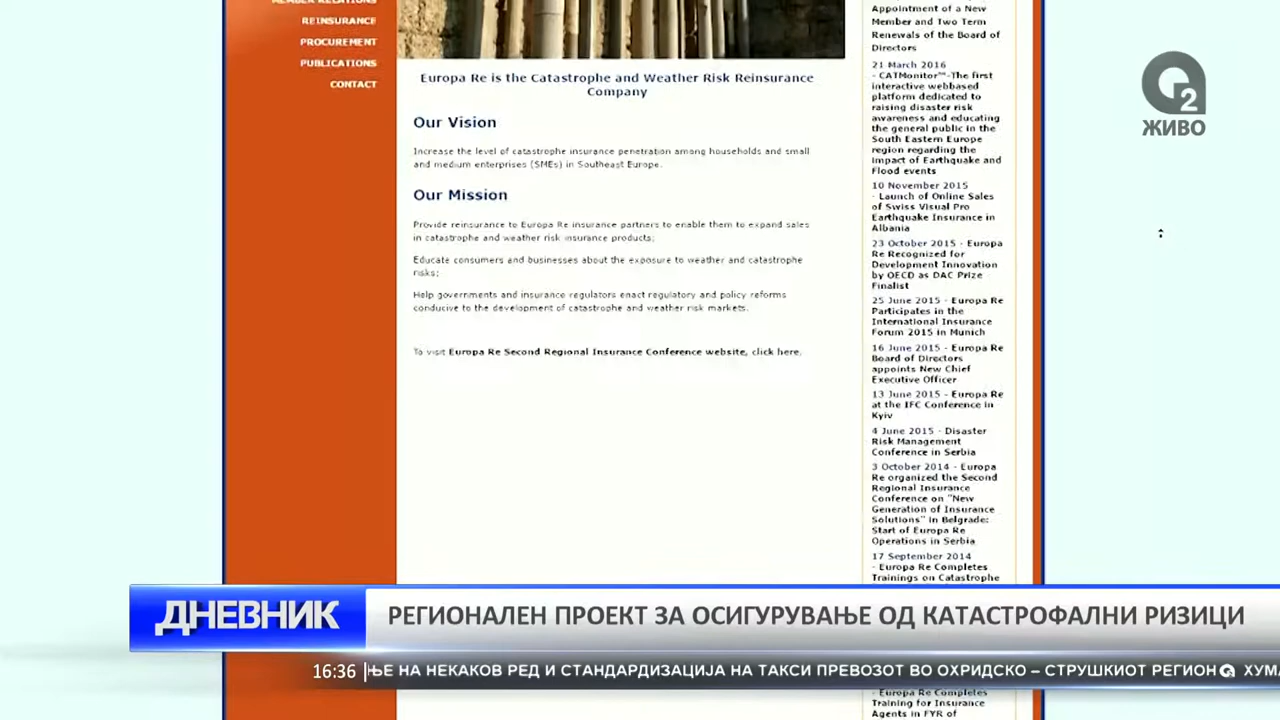 MEMBER RELATIONS
REINSURANCE
PROCUREMENT
PUBLICATIONS
CONTACT
Europa Re is the Catastrophe and Weather Risk Reinsurance
Company
Our Vision
Increase the level of catastrophe insurance penetration among households and small
and medium enterprises (SMEs) in Southeast Europe.
Our Mission
Provide reinsurance to Europa Re insurance partners to enable them to expand sales
in catastrophe and weather risk insurance products;
Educate consumers and businesses about the exposure to weather and catastrophe
risks;
Help governments and insurance regulators enact regulatory and policy reforms
conducive to the development of catastrophe and weather risk markets.
To visit Europa Re Second Regional Insurance Conference website, click here.
Appointment of a New
Member and Two Term
Renewals of the Board of
Directors
21 March 2016
- CATMonitor™-The first
interactive webbased
platform dedicated to
raising disaster risk
awareness and educating
the general public in the
South Eastern Europe
region regarding the
impact of Earthquake and
Flood events
10 November 2015
- Launch of Online Sales
of Swiss Visual Pro
Earthquake Insurance in
Albania
23 October 2015 - Europa
Re Recognized for
Development Innovation
by OECD as DAC Prize
Finalist
25 June 2015 - Europa Re
Participates in the
International Insurance
Forum 2015 in Munich
16 June 2015 - Europa Re
Board of Directors
appoints New Chief
Executive Officer
13 June 2015 - Europa Re
at the IFC Conference in
Kyiv
4 June 2015 - Disaster
Risk Management
Conference in Serbia
3 October 2014 - Europa
Re organized the Second
Regional Insurance
Conference on "New
Generation of Insurance
Solutions" in Belgrade:
Start of Europa Re
Operations in Serbia
17 September 2014
- Europa Re Completes
Trainings on Catastrophe
2
ЖИВО
ДНЕВНИК
РЕГИОНАЛЕН ПРОЕКТ ЗА ОСИГУРУВАЊЕ ОД КАТАСТРОФАЛНИ РИЗИЦИ
16:36 ЊЕ НА НЕКАКОВ РЕД И СТАНДАРДИЗАЦИЈА НА ТАКСИ ПРЕВОЗОТ ВО ОХРИДСКО – СТРУШКИОТ РЕГИОН ХУМА
- Europa Re Completes
Training for Insurance
Agents in FYR of